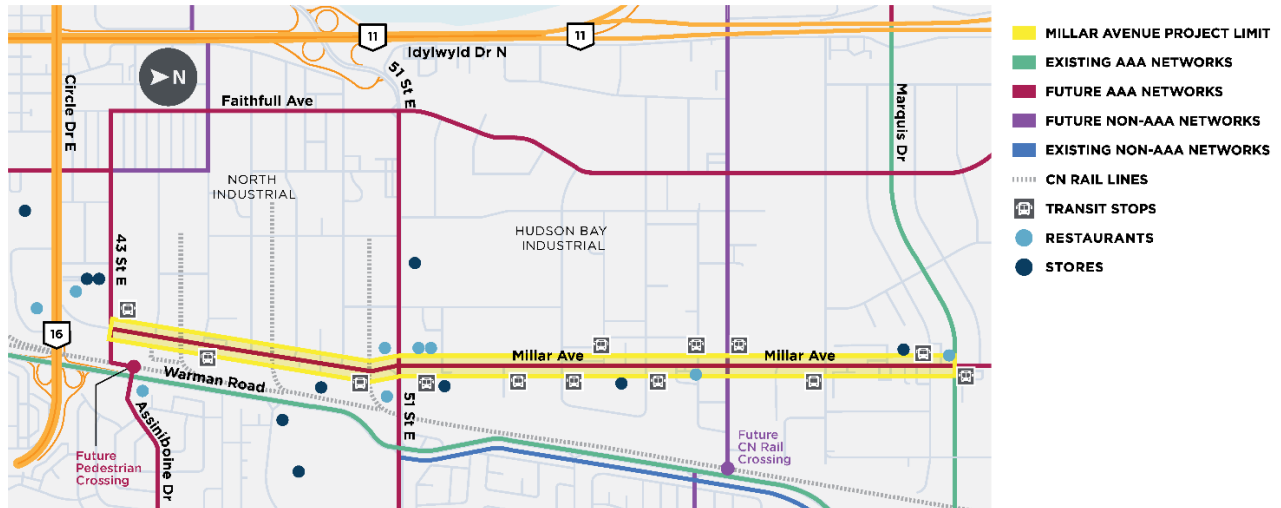 11
11
Idylwyld Dr N
N
Circle Dr E
51 St E
Faithfull Ave
Marquis Dr
NORTH
INDUSTRIAL
HUDSON BAY
INDUSTRIAL
43 St E
16
Millar Ave
Millar Ave
Warman Road
Assiniboine Dr
51 St E
Future
Pedestrian
Crossing
Future
CN Rail
Crossing
MILLAR AVENUE PROJECT LIMIT
EXISTING AAA NETWORKS
FUTURE AAA NETWORKS
FUTURE NON-AAA NETWORKS
EXISTING NON-AAA NETWORKS
CN RAIL LINES
TRANSIT STOPS
RESTAURANTS
STORES